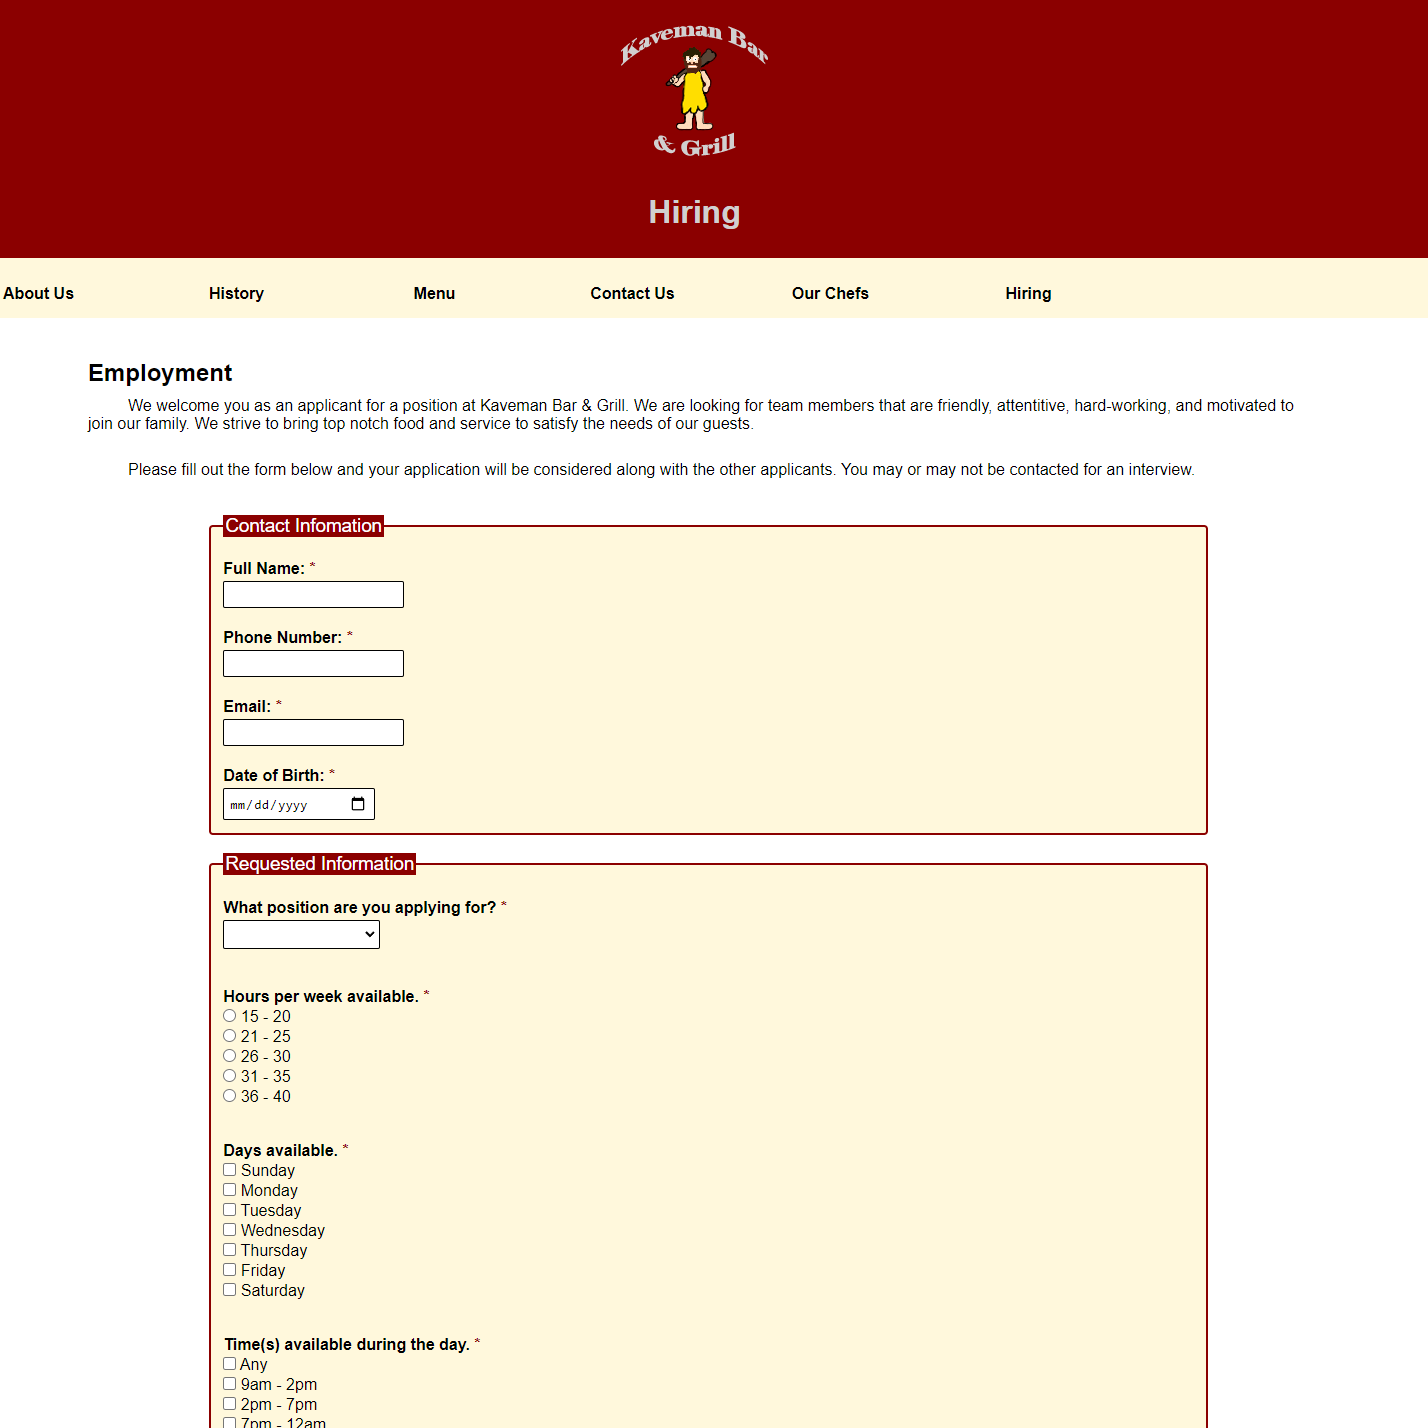 Kaveman Bar
& Grill
Hiring
About Us History Menu Contact Us Our Chefs Hiring
Employment
We welcome you as an applicant for a position at Kaveman Bar & Grill. We are looking for team members that are friendly, attentitive, hard-working, and motivated to
join our family. We strive to bring top notch food and service to satisfy the needs of our guests.
Please fill out the form below and your application will be considered along with the other applicants. You may or may not be contacted for an interview.
Contact Infomation
Full Name: *
Phone Number: *
Email: *
Date of Birth: *
mm/dd/yyyy
Requested Information
What position are you applying for? *
Hours per week available. *
15 - 20
21 - 25
26 - 30
31 - 35
36 - 40
Days available. *
Sunday
Monday
Tuesday
Wednesday
Thursday
Friday
Saturday
Time(s) available during the day. *
Any
9am - 2pm
2pm - 7pm
7pm - 12am